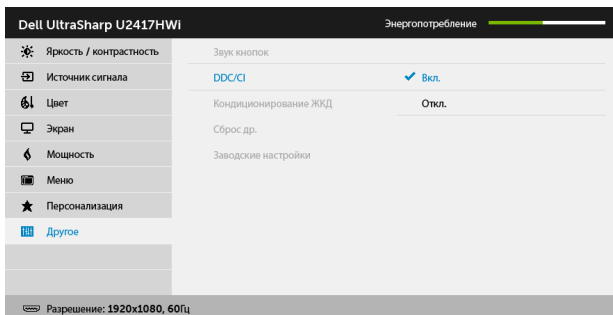 Dell UltraSharp U2417HWi
Энергопотребление
Яркость / контрастность
Звук кнопок
Источник сигнала
DDC/CI
Вкл.
Цвет
Кондиционирование ЖКД
Откл.
Экран
Сброс др.
Мощность
Заводские настройки
Меню
Персонализация
Другое
Разрешение: 1920x1080, 60Гц